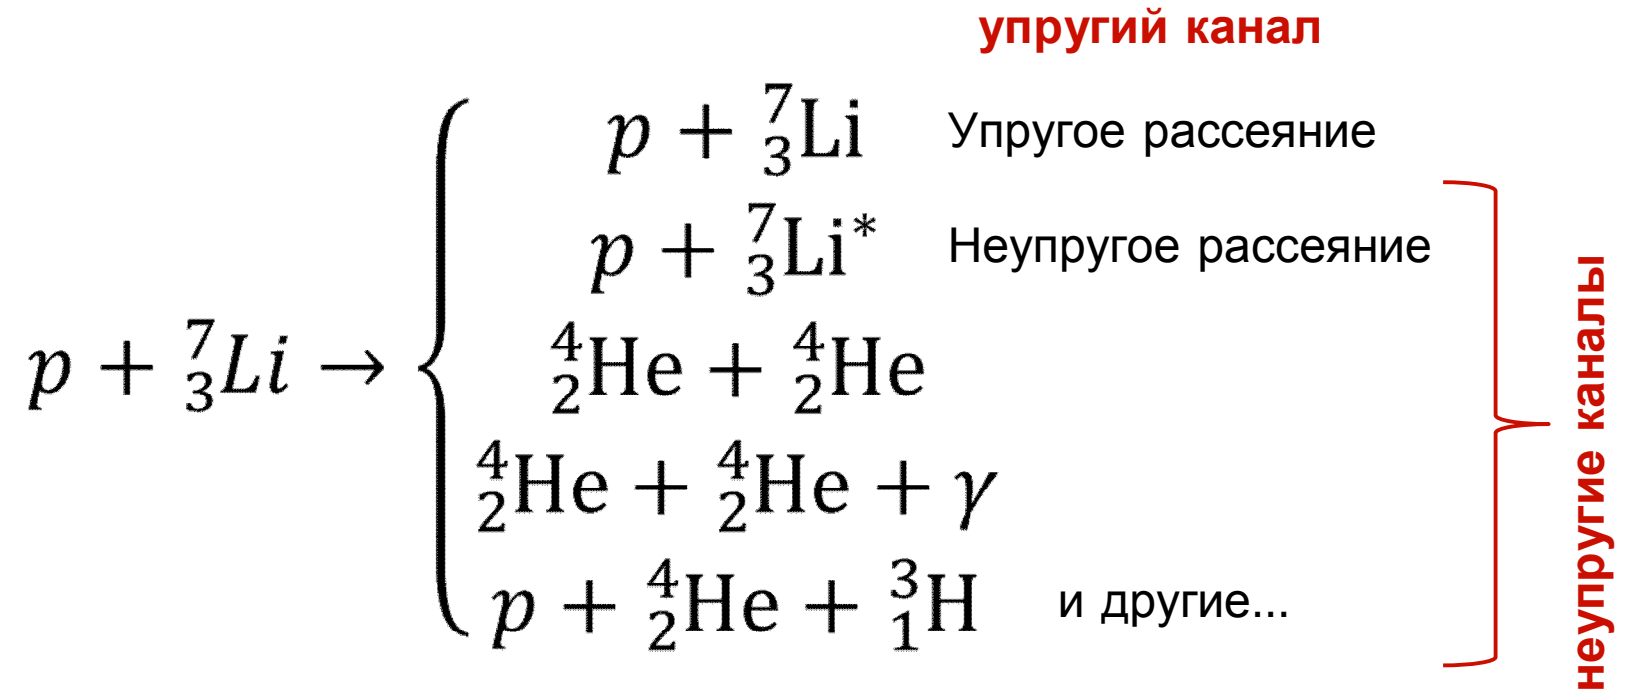 упругий канал
p + ⁷₃Li Упругое рассеяние
p + ⁷₃Li* Неупругое рассеяние
p + ⁷₃Li → ⁴₂He + ⁴₂He
⁴₂He + ⁴₂He + γ
p + ⁴₂He + ³₁H и другие...
неупругие каналы